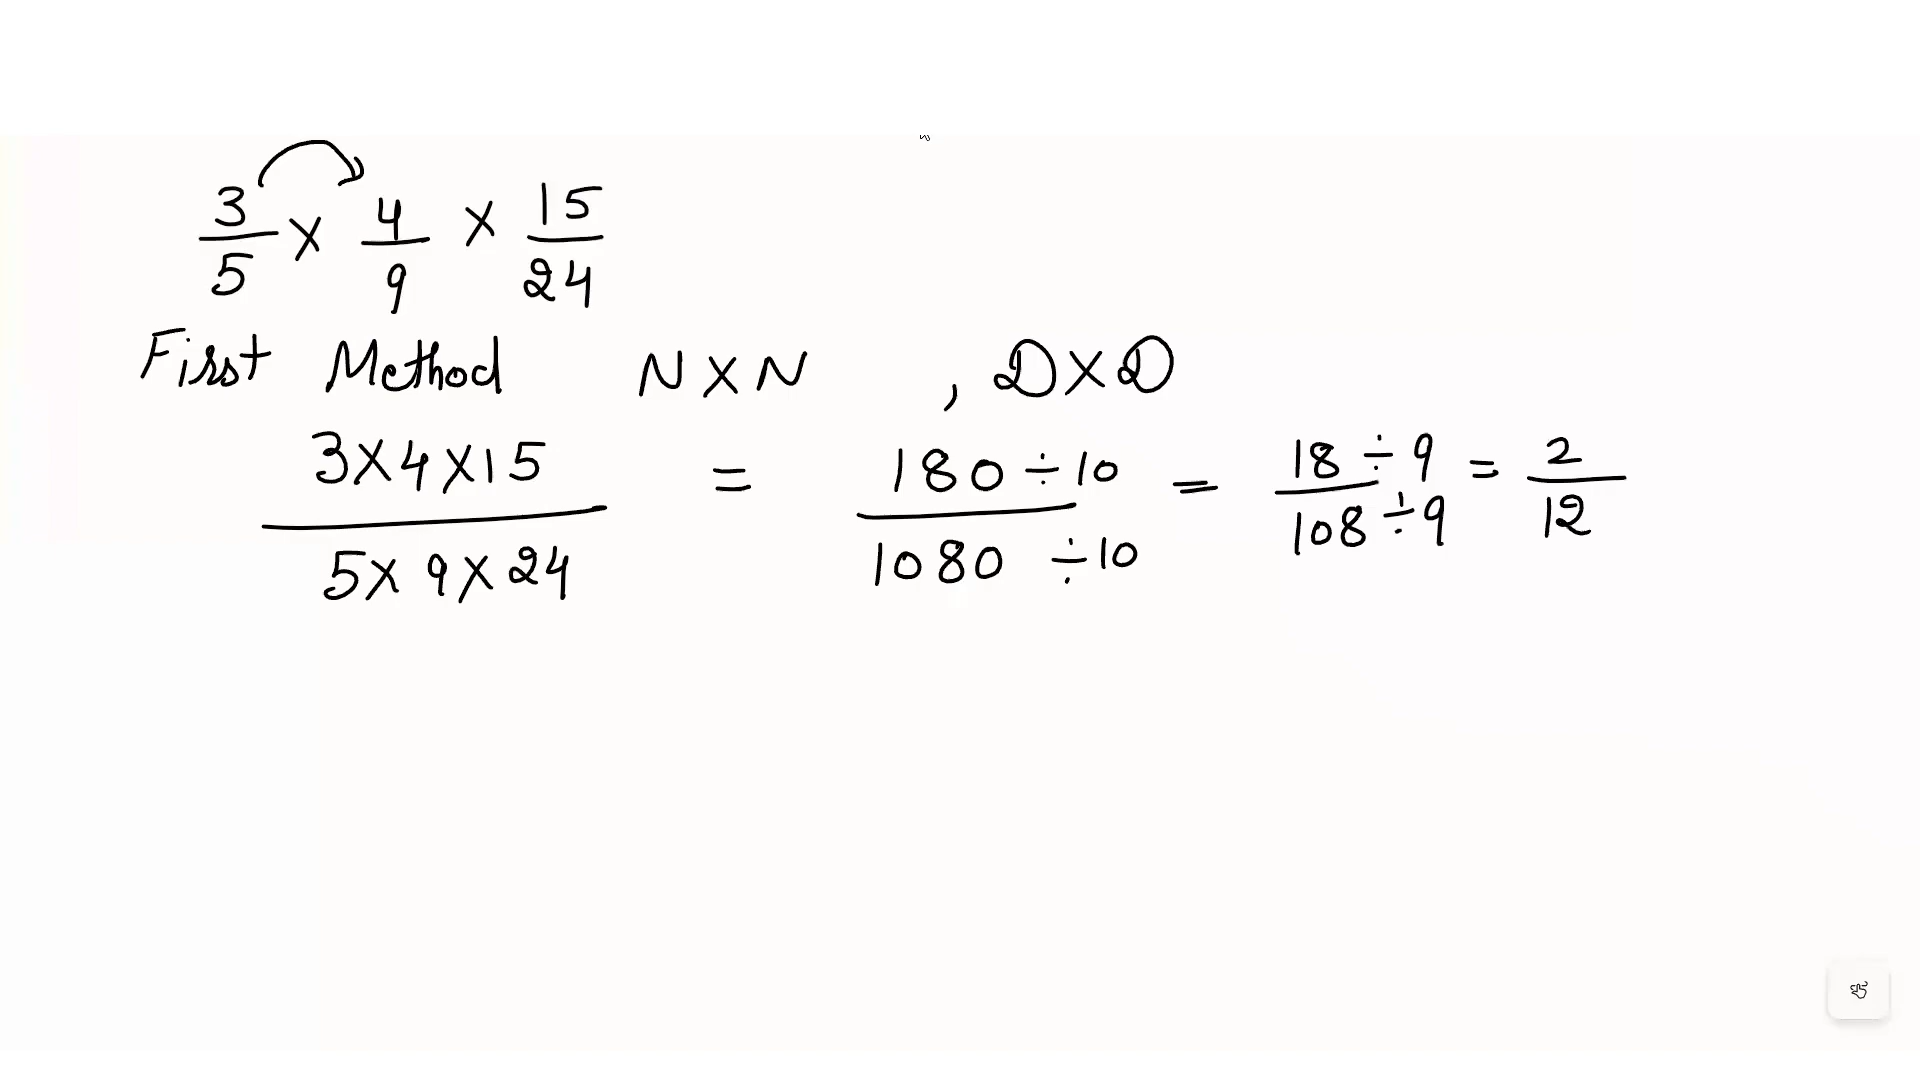 3/5 × 4/9 × 15/24
First Method N×N , D×D
3×4×15 / 5×9×24 = 180÷10 / 1080÷10 = 18÷9 / 108÷9 = 2/12